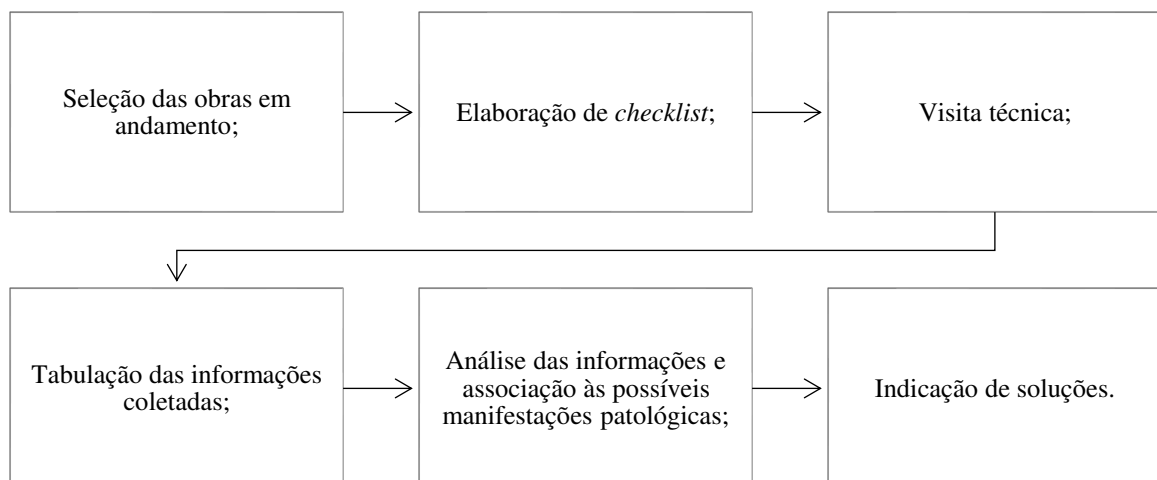 Seleção das obras em
andamento;
Elaboração de checklist;
Visita técnica;
Tabulação das informações
coletadas;
Análise das informações e
associação às possíveis
manifestações patológicas;
Indicação de soluções.